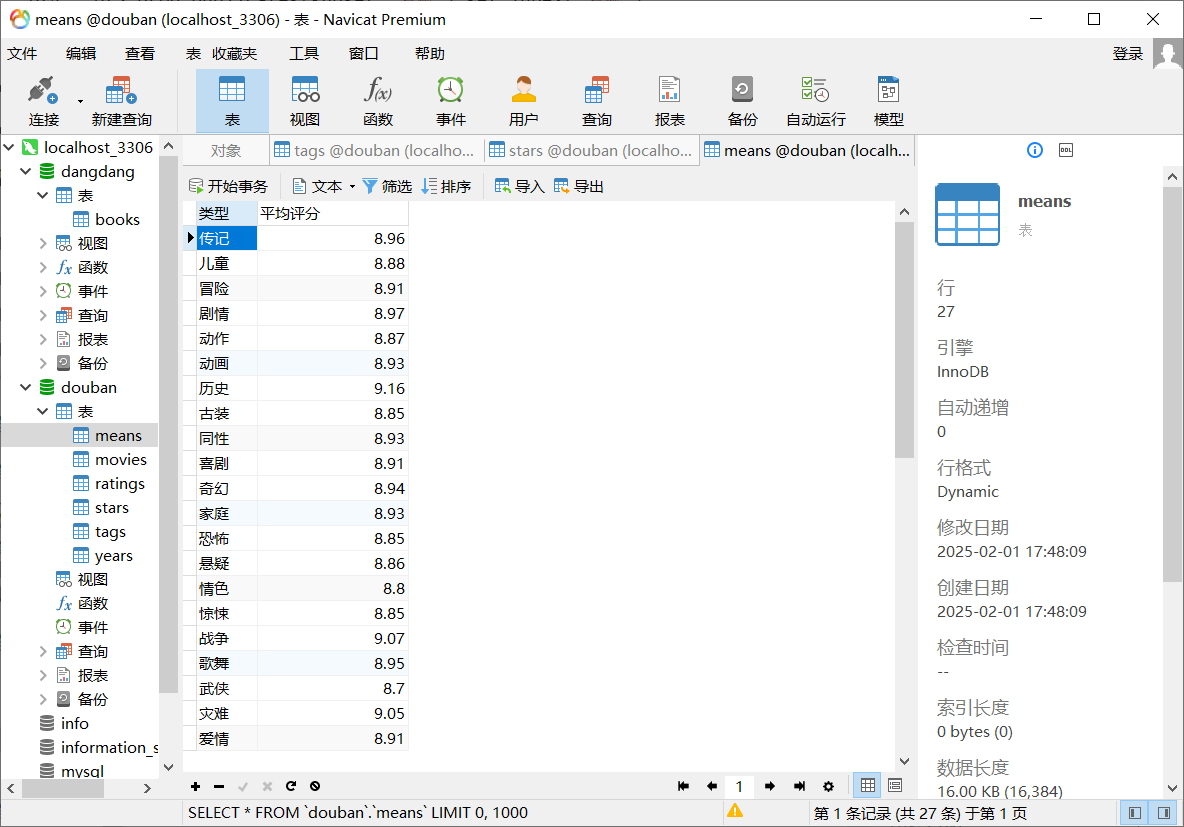 means @douban (localhost_3306) - 表 - Navicat Premium
文件 编辑 查看 表 收藏夹 工具 窗口 帮助 登录
连接 新建查询 表 视图 函数 事件 用户 查询 报表 备份 自动运行 模型
localhost_3306
dangdang
表
books
视图
函数
事件
查询
报表
备份
douban
表
means
movies
ratings
stars
tags
years
视图
函数
事件
查询
报表
备份
info
information_s
mysql
对象 tags @douban (localho... stars @douban (localho... means @douban (localh...
开始事务 文本 筛选 排序 导入 导出
类型 平均评分
传记 8.96
儿童 8.88
冒险 8.91
剧情 8.97
动作 8.87
动画 8.93
历史 9.16
古装 8.85
同性 8.93
喜剧 8.91
奇幻 8.94
家庭 8.93
恐怖 8.85
悬疑 8.86
情色 8.8
惊悚 8.85
战争 9.07
歌舞 8.95
武侠 8.7
灾难 9.05
爱情 8.91
1
SELECT * FROM `douban`.`means` LIMIT 0, 1000
第 1 条记录 (共 27 条) 于第 1 页
DDL
means
表
行
27
引擎
InnoDB
自动递增
0
行格式
Dynamic
修改日期
2025-02-01 17:48:09
创建日期
2025-02-01 17:48:09
检查时间
--
索引长度
0 bytes (0)
数据长度
16.00 KB (16,384)